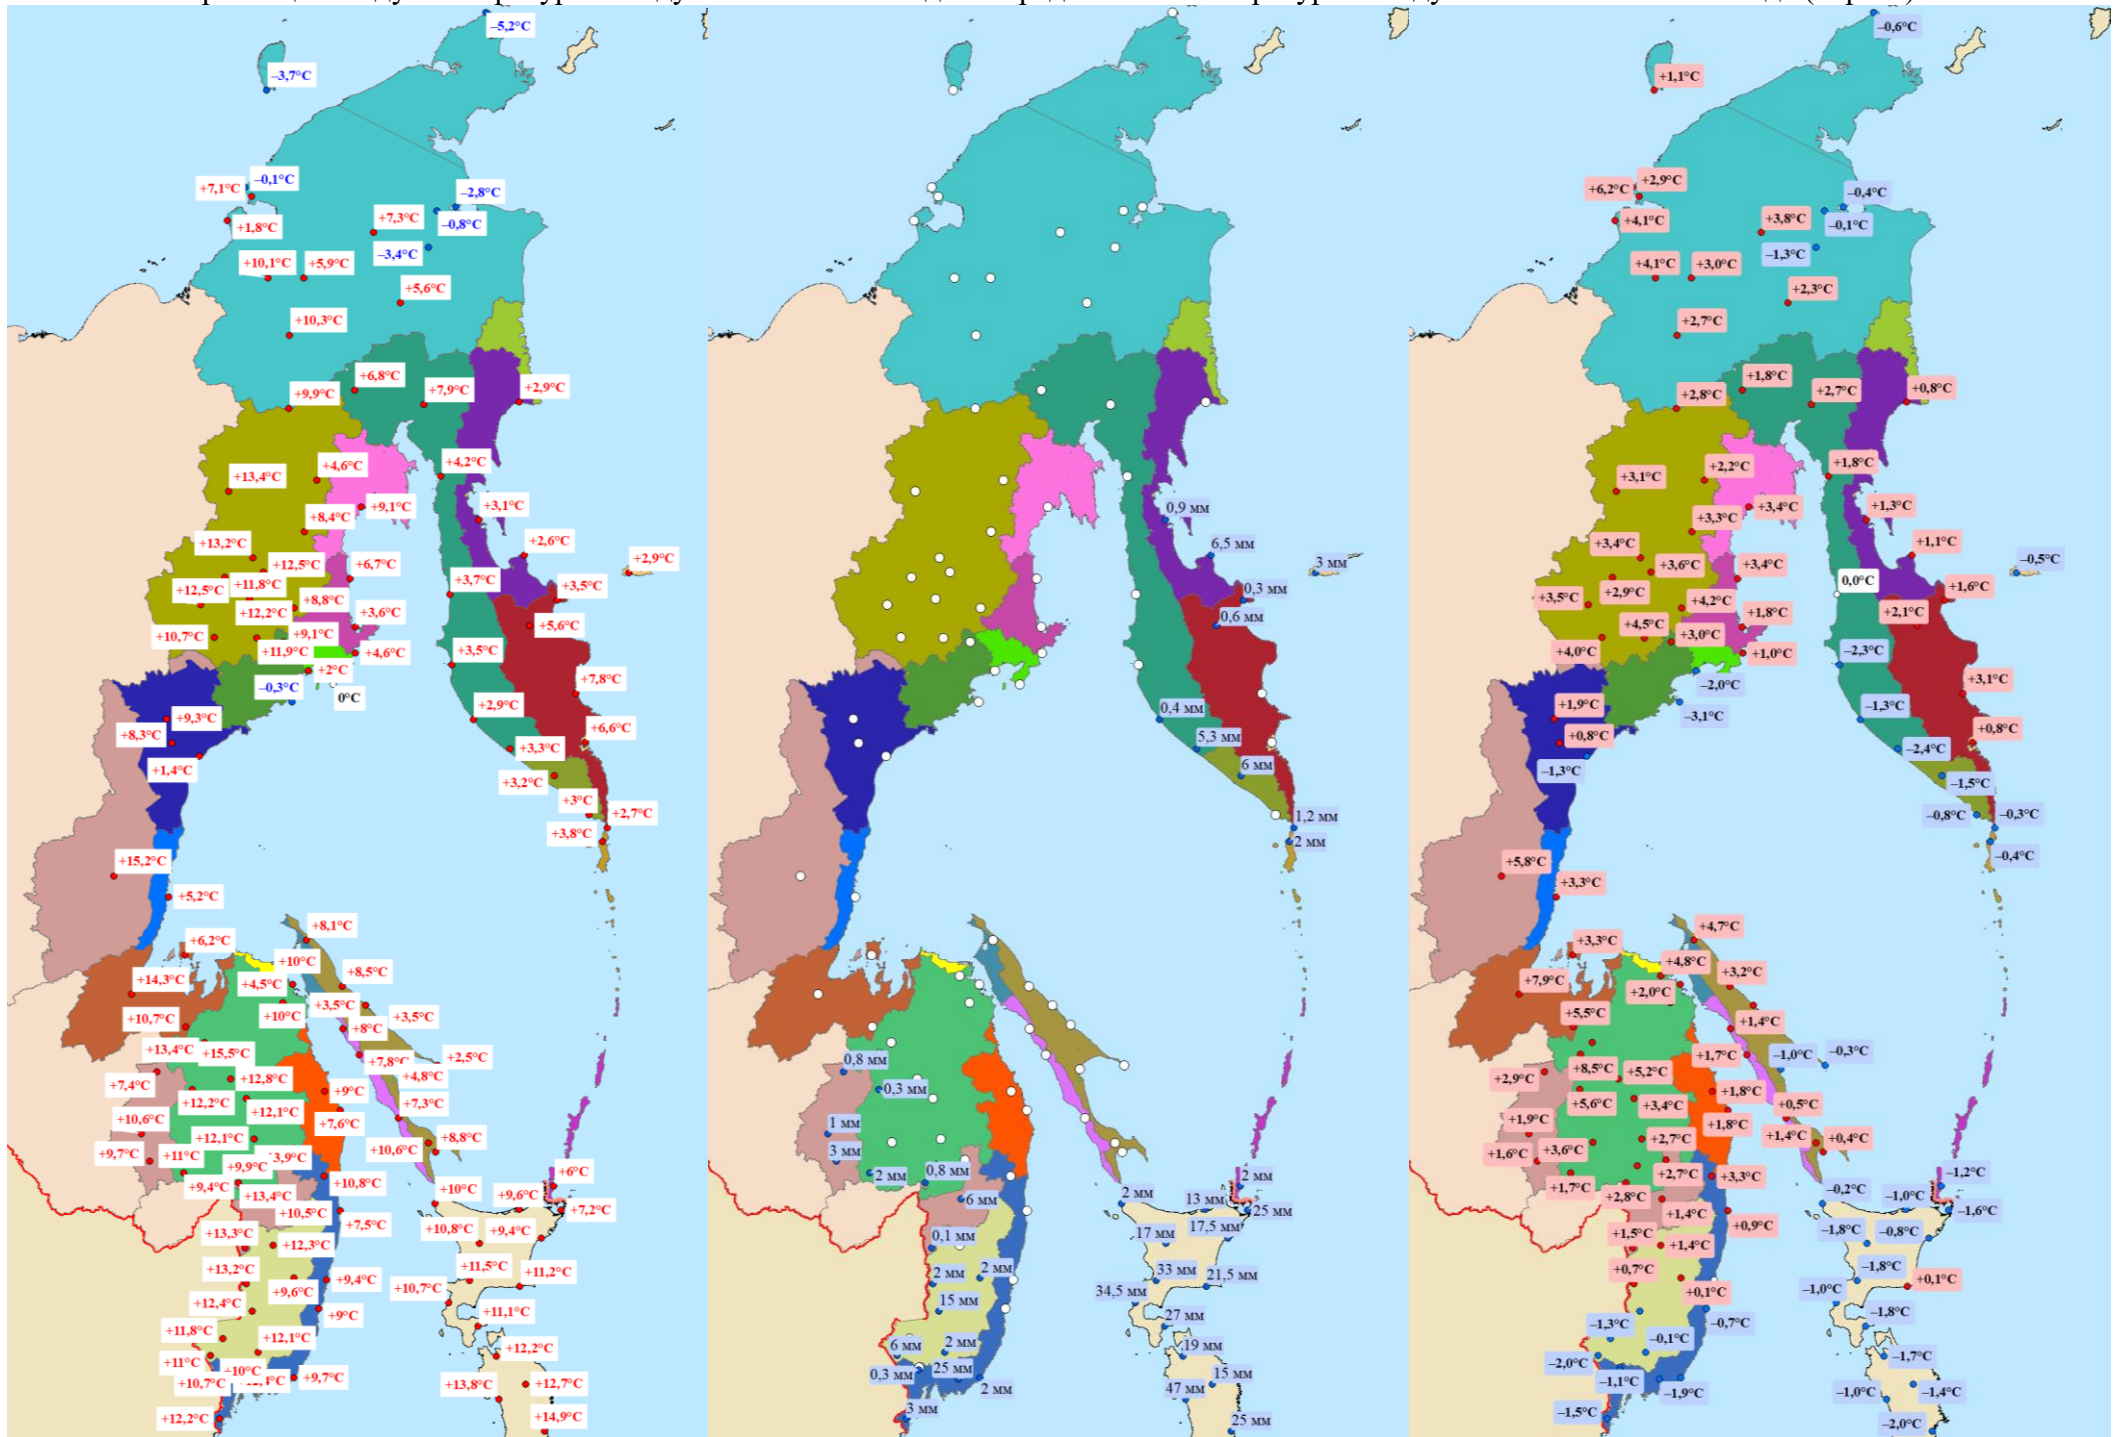 –5,2°C
–3,7°C
–0,1°C
+7,1°C
–2,8°C
+7,3°C
–0,8°C
+1,8°C
–3,4°C
+10,1°C
+5,9°C
+5,6°C
+10,3°C
+6,8°C
+9,9°C
+7,9°C
+2,9°C
+4,6°C
+4,2°C
+13,4°C
+9,1°C
+3,1°C
+8,4°C
+13,2°C
+2,6°C
+12,5°C
+6,7°C
+2,9°C
+12,5°C
+11,8°C
+3,7°C
+3,5°C
+12,2°C
+8,8°C
+3,6°C
+5,6°C
+10,7°C
+9,1°C
+11,9°C
+4,6°C
+3,5°C
+2°C
–0,3°C
0°C
+7,8°C
+9,3°C
+2,9°C
+8,3°C
+6,6°C
+3,3°C
+1,4°C
+3,2°C
+3°C
+2,7°C
+3,8°C
+15,2°C
+5,2°C
+8,1°C
+6,2°C
+10°C
+14,3°C
+4,5°C
+8,5°C
+3,5°C
+10,7°C
+10°C
+8°C
+3,5°C
+13,4°C
+15,5°C
+7,8°C
+2,5°C
+7,4°C
+12,8°C
+4,8°C
+9°C
+12,2°C
+12,1°C
+7,3°C
+10,6°C
+7,6°C
+12,1°C
+8,8°C
+9,7°C
+11°C
+9,9°C
3,9°C
+10,6°C
+9,4°C
+10,8°C
+6°C
+13,4°C
+10°C
+9,6°C
+7,2°C
+10,5°C
+7,5°C
+13,3°C
+10,8°C
+9,4°C
+12,3°C
+13,2°C
+9,4°C
+11,5°C
+11,2°C
+9,6°C
+10,7°C
+12,4°C
+9°C
+11,1°C
+11,8°C
+12,1°C
+12,2°C
+11°C
+10°C
+10,7°C
+9,7°C
+13,8°C
+12,7°C
+12,2°C
+14,9°C
0,9 мм
6,5 мм
3 мм
0,3 мм
0,6 мм
0,4 мм
5,3 мм
6 мм
1,2 мм
2 мм
0,8 мм
0,3 мм
1 мм
3 мм
2 мм
0,8 мм
6 мм
2 мм
13 мм
2 мм
25 мм
17 мм
17,5 мм
0,1 мм
2 мм
2 мм
33 мм
21,5 мм
34,5 мм
15 мм
27 мм
6 мм
2 мм
19 мм
0,3 мм
25 мм
2 мм
47 мм
15 мм
3 мм
25 мм
–0,6°C
+1,1°C
+2,9°C
+6,2°C
–0,4°C
+3,8°C
–0,1°C
+4,1°C
–1,3°C
+4,1°C
+3,0°C
+2,3°C
+2,7°C
+1,8°C
+2,8°C
+2,7°C
+0,8°C
+2,2°C
+1,8°C
+3,1°C
+3,4°C
+1,3°C
+3,3°C
+3,4°C
+1,1°C
+3,6°C
+3,4°C
–0,5°C
0,0°C
+3,5°C
+2,9°C
+1,6°C
+4,2°C
+1,8°C
+2,1°C
+4,5°C
+3,0°C
+4,0°C
+1,0°C
–2,3°C
–2,0°C
–3,1°C
+3,1°C
+1,9°C
–1,3°C
+0,8°C
+0,8°C
–2,4°C
–1,3°C
–1,5°C
–0,8°C
–0,3°C
–0,4°C
+5,8°C
+3,3°C
+4,7°C
+3,3°C
+4,8°C
+7,9°C
+2,0°C
+3,2°C
+5,5°C
+1,4°C
+1,7°C
–1,0°C
–0,3°C
+8,5°C
+5,2°C
+2,9°C
+1,8°C
+5,6°C
+3,4°C
+0,5°C
+1,9°C
+1,8°C
+1,4°C
+0,4°C
+1,6°C
+3,6°C
+2,7°C
+2,7°C
+3,3°C
–1,2°C
+1,7°C
+2,8°C
–0,2°C
–1,0°C
–1,6°C
+1,4°C
+0,9°C
+1,5°C
–1,8°C
–0,8°C
+1,4°C
+0,7°C
–1,8°C
+0,1°C
+0,1°C
–1,0°C
–1,3°C
–0,7°C
–1,8°C
–0,1°C
–2,0°C
–1,7°C
–1,1°C
–1,9°C
–1,0°C
–1,4°C
–1,5°C
–2,0°C